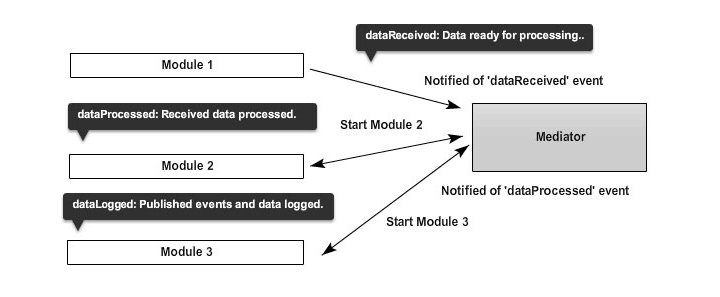 dataReceived: Data ready for processing..
Module 1
Notified of 'dataReceived' event
dataProcessed: Received data processed.
Start Module 2
Mediator
Module 2
Notified of 'dataProcessed' event
dataLogged: Published events and data logged.
Start Module 3
Module 3